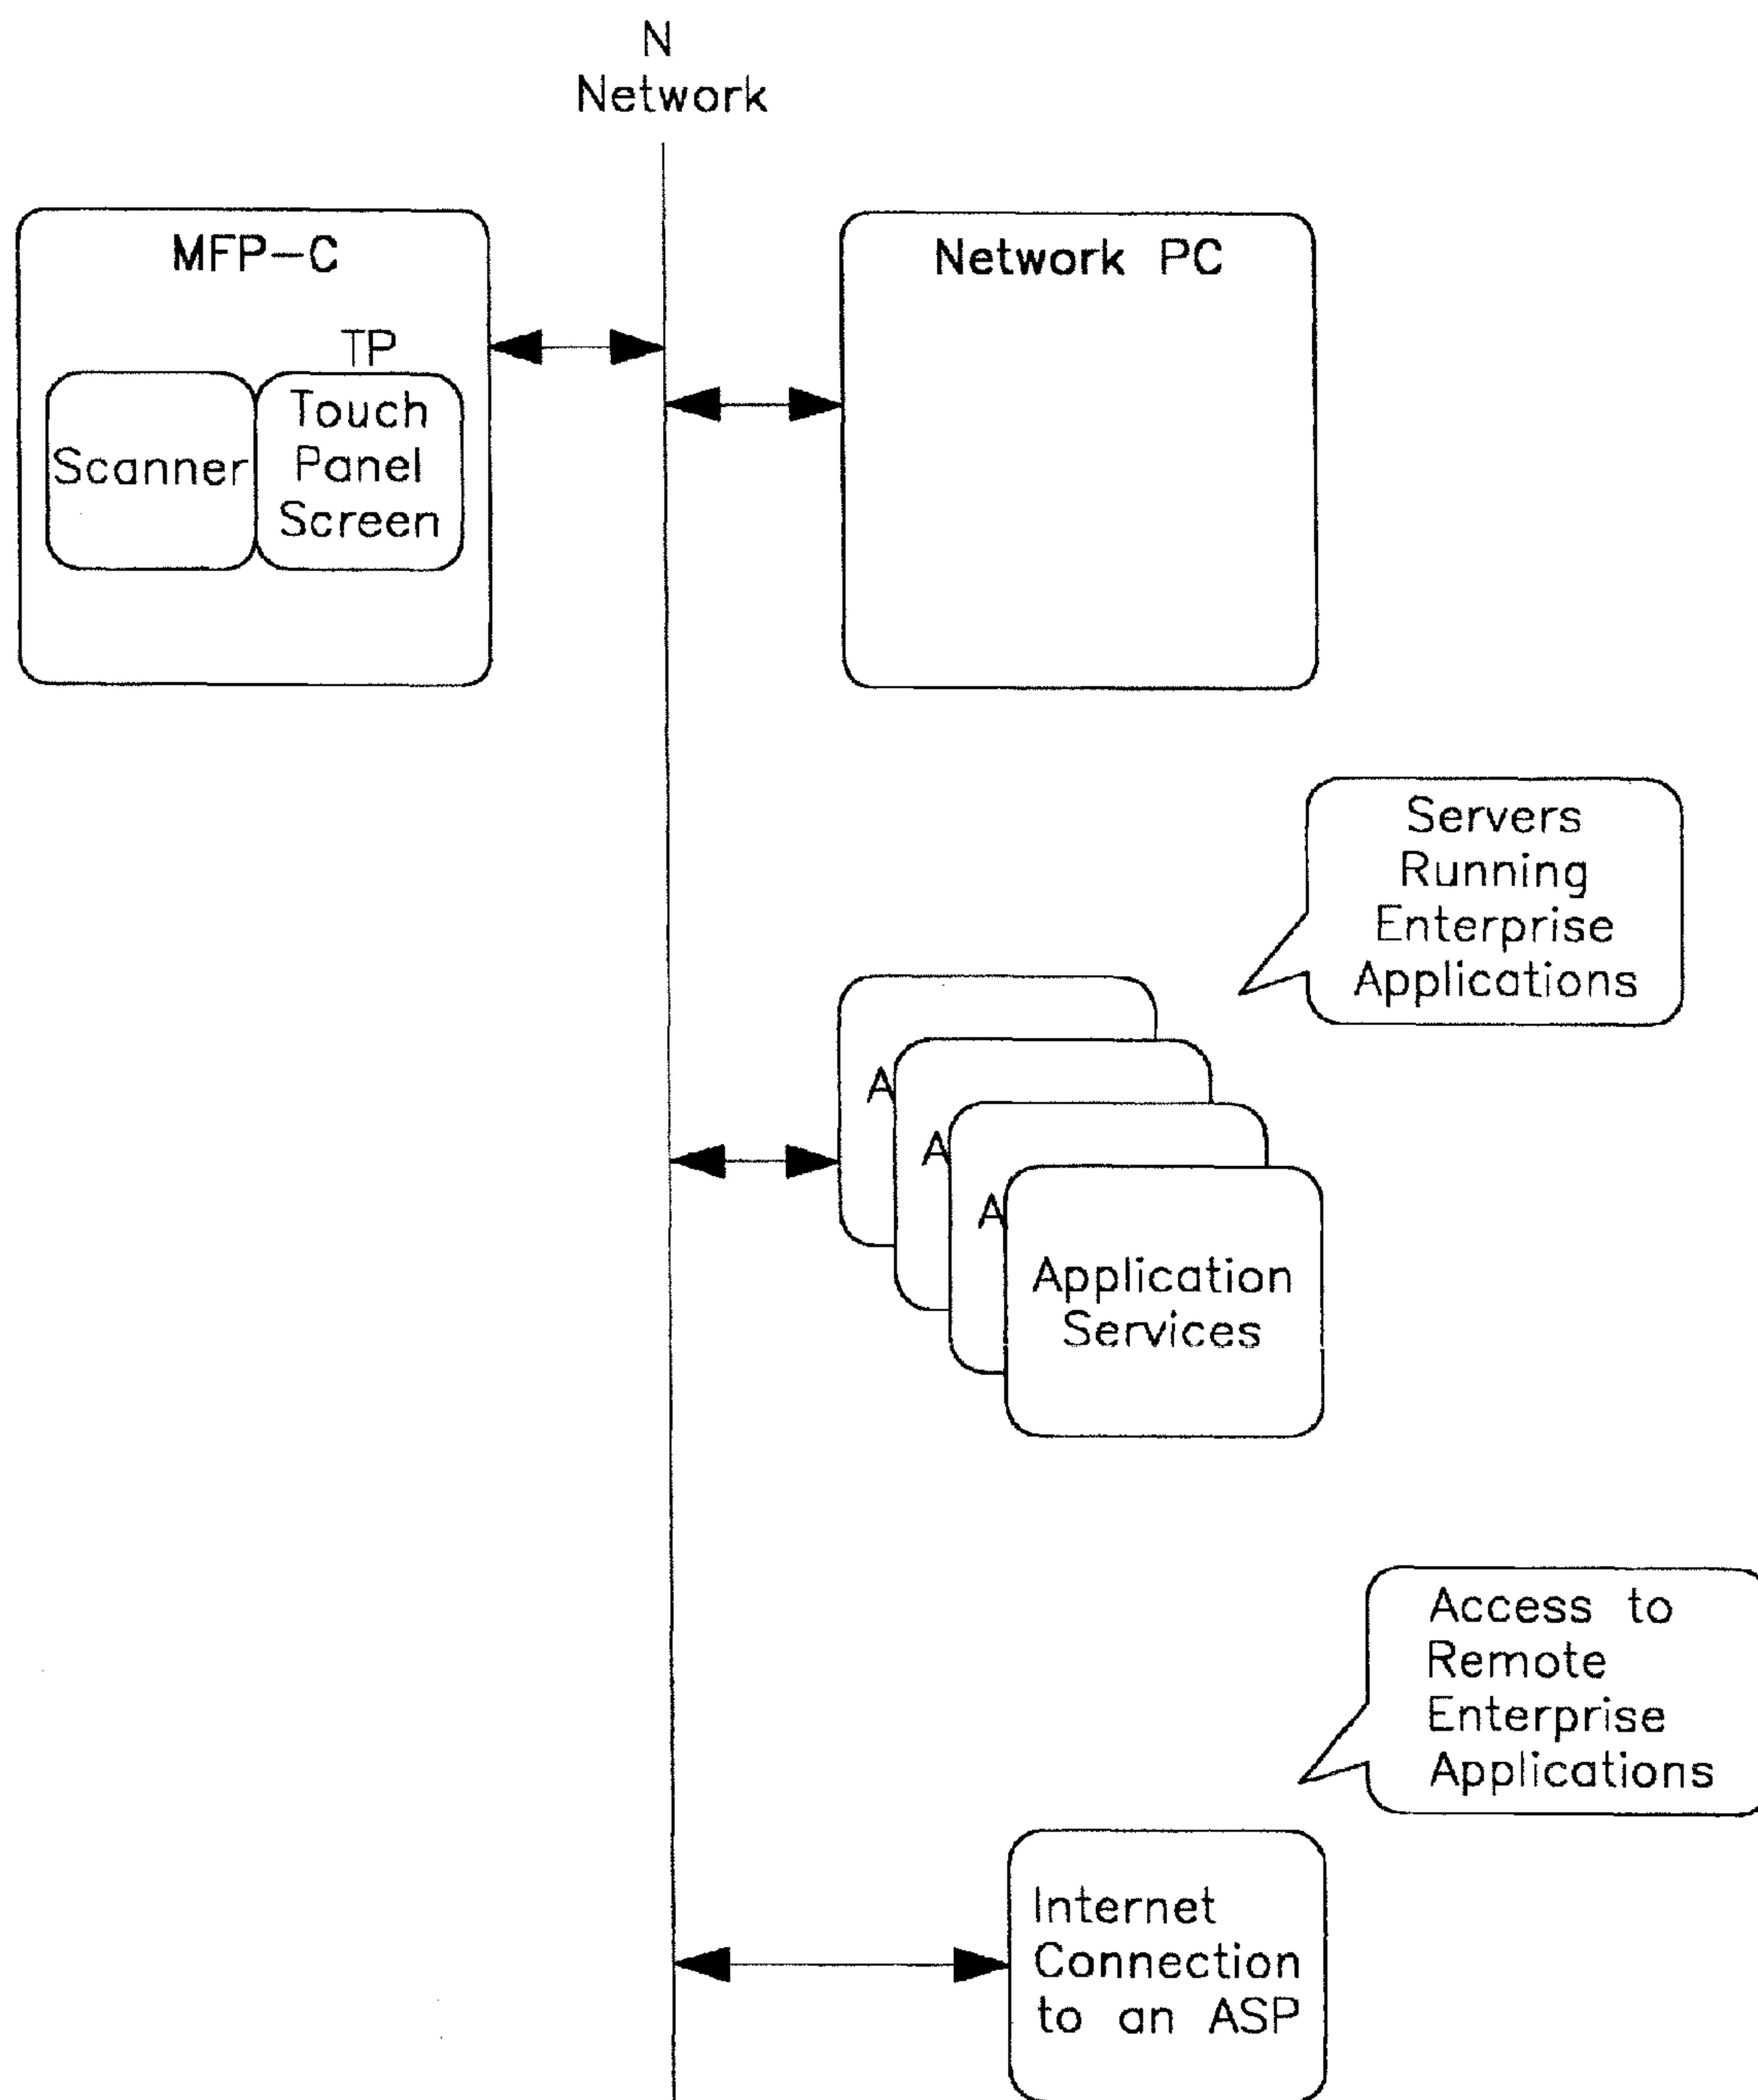 N
Network
MFP-C
TP
Scanner
Touch
Panel
Screen
Network PC
Servers
Running
Enterprise
Applications
A
A
A
Application
Services
Access to
Remote
Enterprise
Applications
Internet
Connection
to an ASP